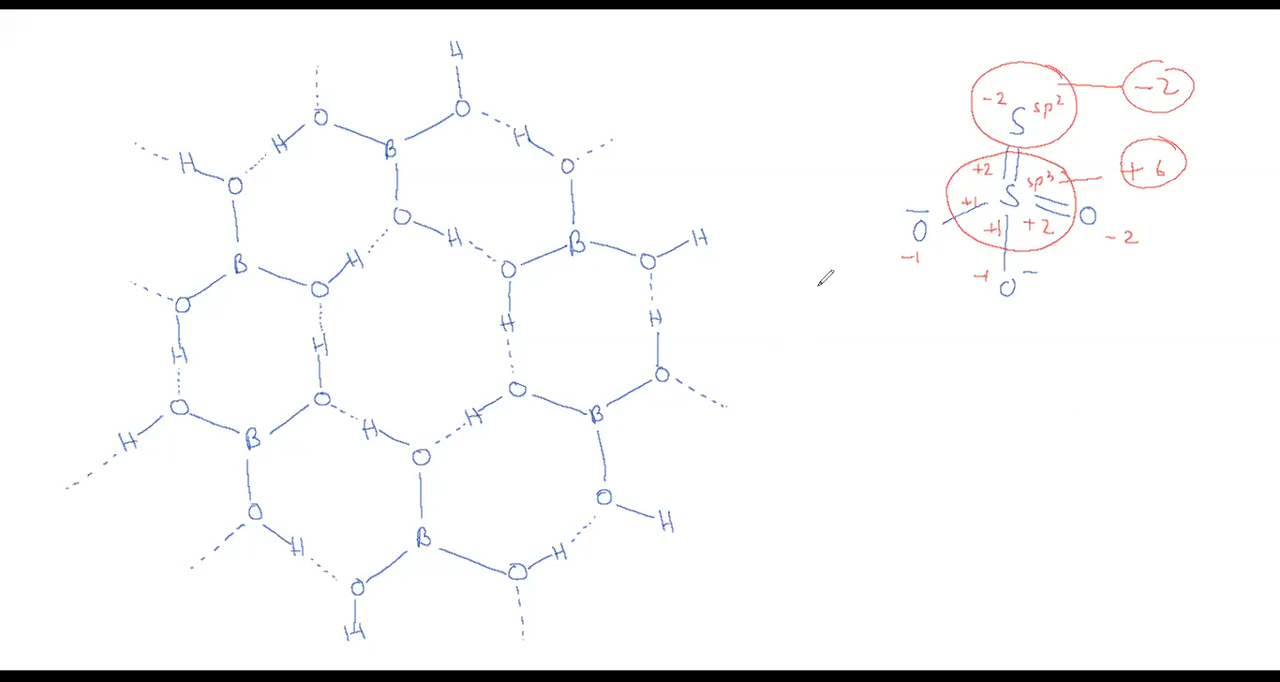 H
O O
H B H
H O O
O H B H
B H O O
O O
H H H H
O O O O
H B H H B
O
O O H
H B H
O O
H
-2 sp² -2
S
+2 sp³ +6
S
+1 O
O⁻ +1 +2 -2
-1 -1
O⁻